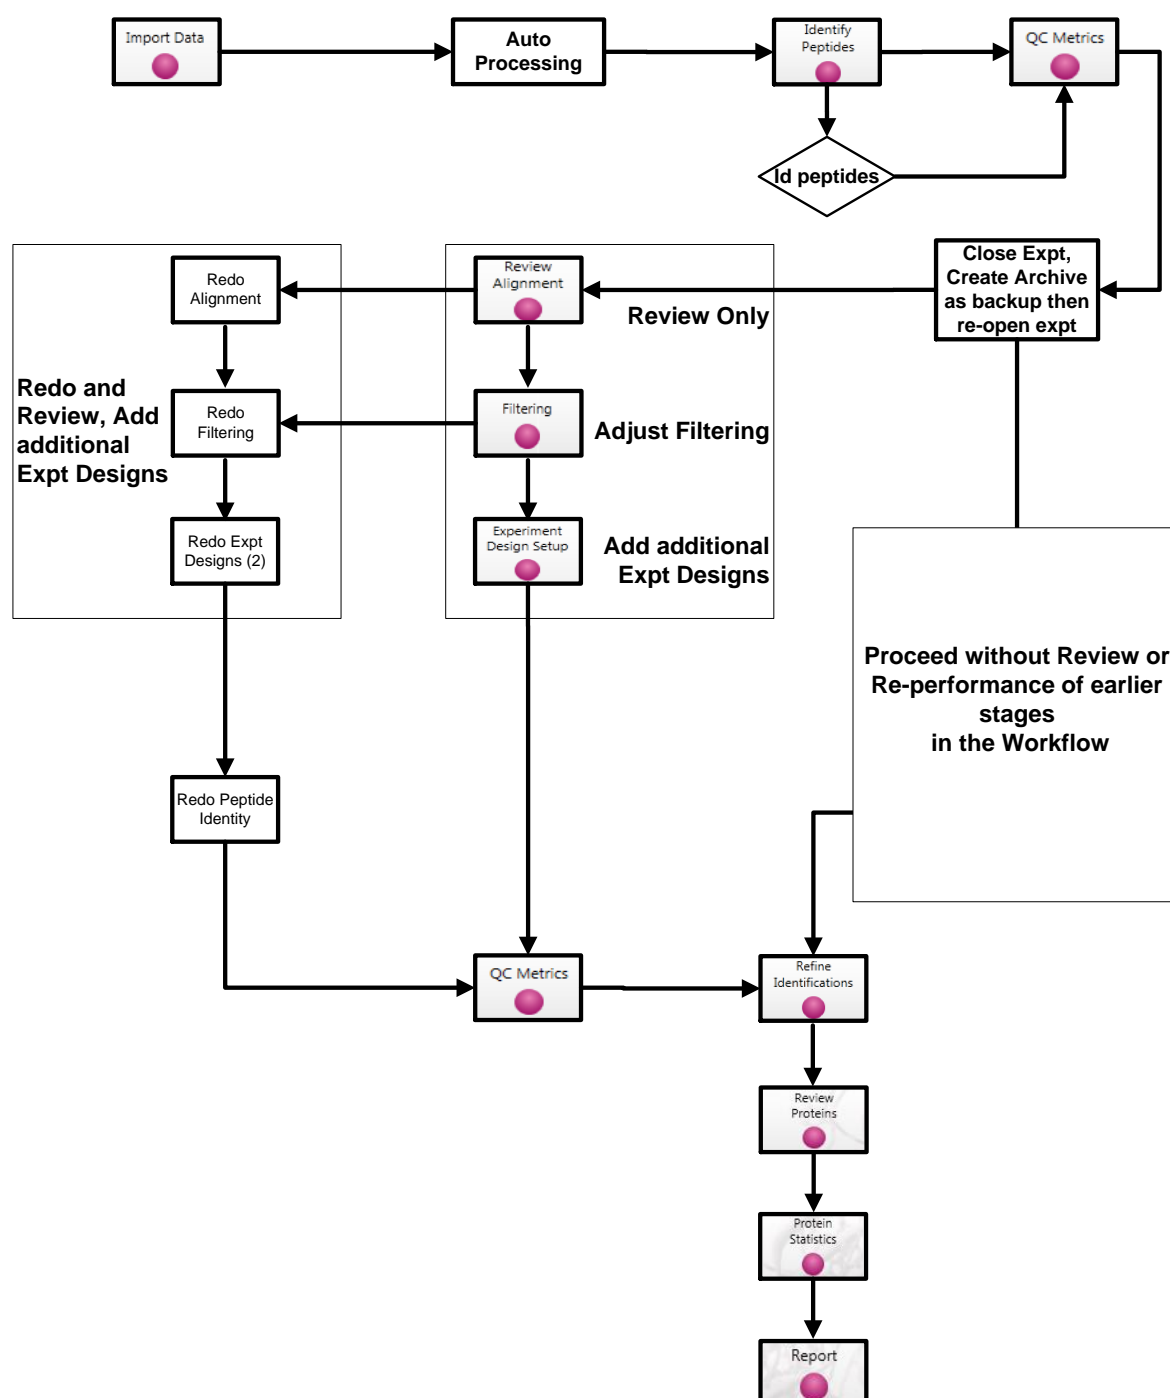 Import Data
Auto
Processing
Identify
Peptides
QC Metrics
Id peptides
Close Expt,
Create Archive
as backup then
re-open expt
Review
Alignment
Review Only
Redo
Alignment
Redo and
Review, Add
additional
Expt Designs
Redo
Filtering
Filtering
Adjust Filtering
Redo Expt
Designs (2)
Experiment
Design Setup
Add additional
Expt Designs
Proceed without Review or
Re-performance of earlier
stages
in the Workflow
Redo Peptide
Identity
QC Metrics
Refine
Identifications
Review
Proteins
Protein
Statistics
Report